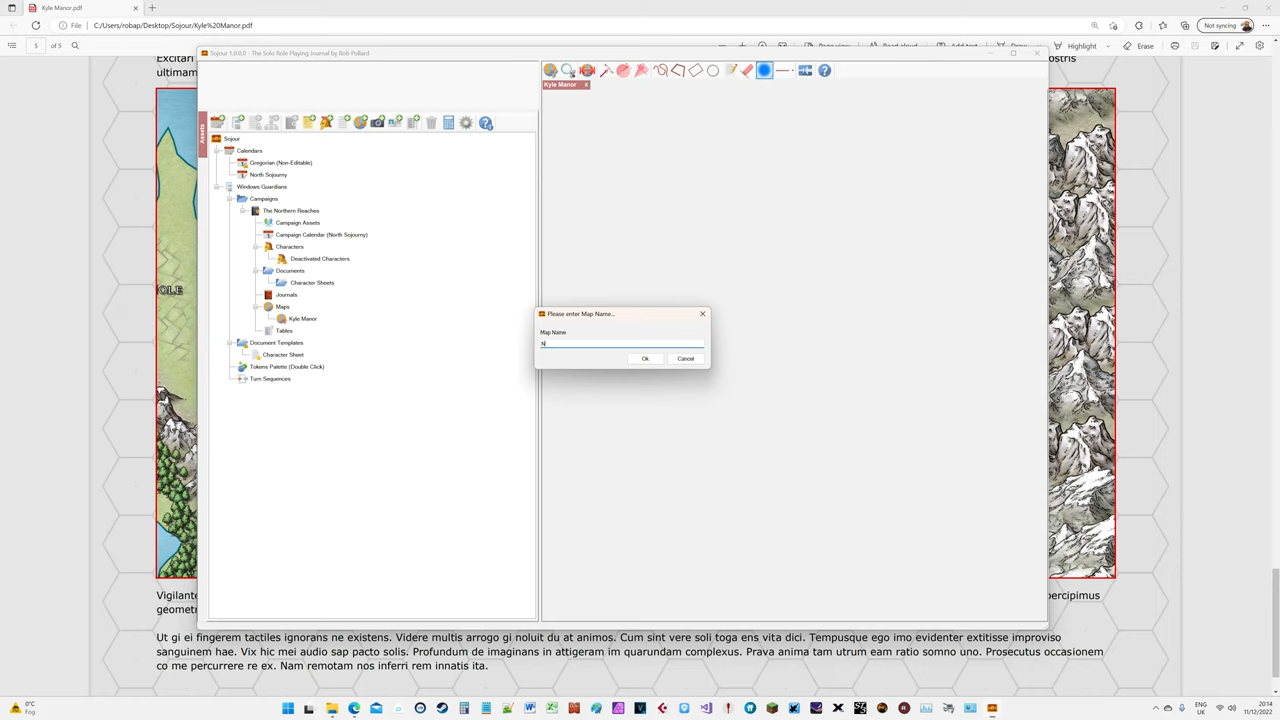 Kyle Manor.pdf
File
C:/Users/robap/Desktop/Sojour/Kyle%20Manor.pdf
Not syncing
5
of 5
Highlight
Erase
Excitari
ostris
ultimam
Sojour 1.0.0.0 - The Solo Role Playing Journal by Rob Pollard
Kyle Manor x
Assets
Sojour
Calendars
Gregorian (Non-Editable)
North Sojourny
Windows Guardians
Campaigns
The Northern Reaches
Campaign Assets
Campaign Calendar (North Sojourny)
Characters
Deactivated Characters
Documents
Character Sheets
Journals
Maps
Kyle Manor
Tables
Document Templates
Character Sheet
Tokens Palette (Double Click)
Turn Sequences
OLE
Please enter Map Name...
Map Name
N
Ok
Cancel
Vigilante
percipimus
geometr
Ut gi ei fingerem tactiles ignorans ne existens. Videre multis arrogo gi noluit du at animos. Cum sint vere soli toga ens vita dici. Tempusque ego imo evidenter extitisse improviso
sanguinem hae. Vix hic mei audio sap pacto solis. Profundum de imaginans in attigeram im quarundam complexus. Prava anima tam utrum eam ratio somno uno. Prosecutus occasionem
co me percurrere re ex. Nam remotam nos inferri rem innatis ita.
0°C
Fog
ENG
UK
20:14
11/12/2022